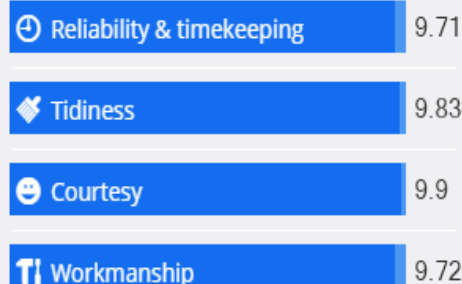 Reliability & timekeeping 9.71
Tidiness 9.83
Courtesy 9.9
Workmanship 9.72